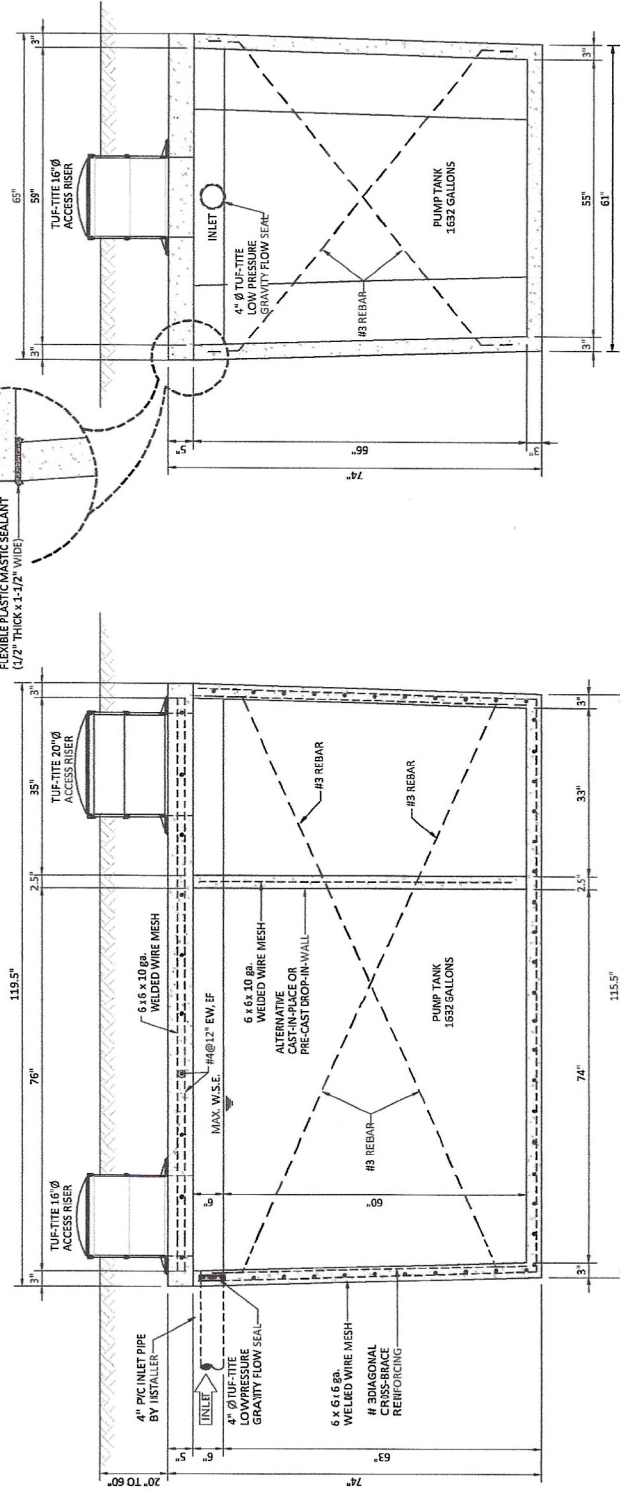 119.5"
3"
76"
2.5"
35"
3"
TUF-TITE 16"Ø
ACCESS RISER
TUF-TITE 20"Ø
ACCESS RISER
4" PVC INLET PIPE
BY INSTALLER
6 x 6 x 10 ga.
WELDED WIRE MESH
#4@12" EW, EF
MAX. W.S.E.
INLET
4" Ø TUF-TITE
LOW PRESSURE
GRAVITY FLOW SEAL
6 x 6 x 10 ga.
WELDED WIRE MESH
ALTERNATIVE
CAST-IN-PLACE OR
PRE-CAST DROP-IN-WALL
#3 REBAR
#3 REBAR
#3 REBAR
PUMP TANK
1632 GALLONS
6 x 6 x 6 ga.
WELDED WIRE MESH
# 3 DIAGONAL
CROSS-BRACE
REINFORCING
20" TO 60"
5"
6"
63"
74"
6"
60"
3"
74"
2.5"
33"
3"
115.5"
FLEXIBLE PLASTIC MASTIC SEALANT
(1/2" THICK x 1-1/2" WIDE)
65"
3"
59"
3"
TUF-TITE 16"Ø
ACCESS RISER
INLET
4" Ø TUF-TITE
LOW PRESSURE
GRAVITY FLOW SEAL
#3 REBAR
PUMP TANK
1632 GALLONS
5"
66"
3"
74"
3"
55"
3"
61"